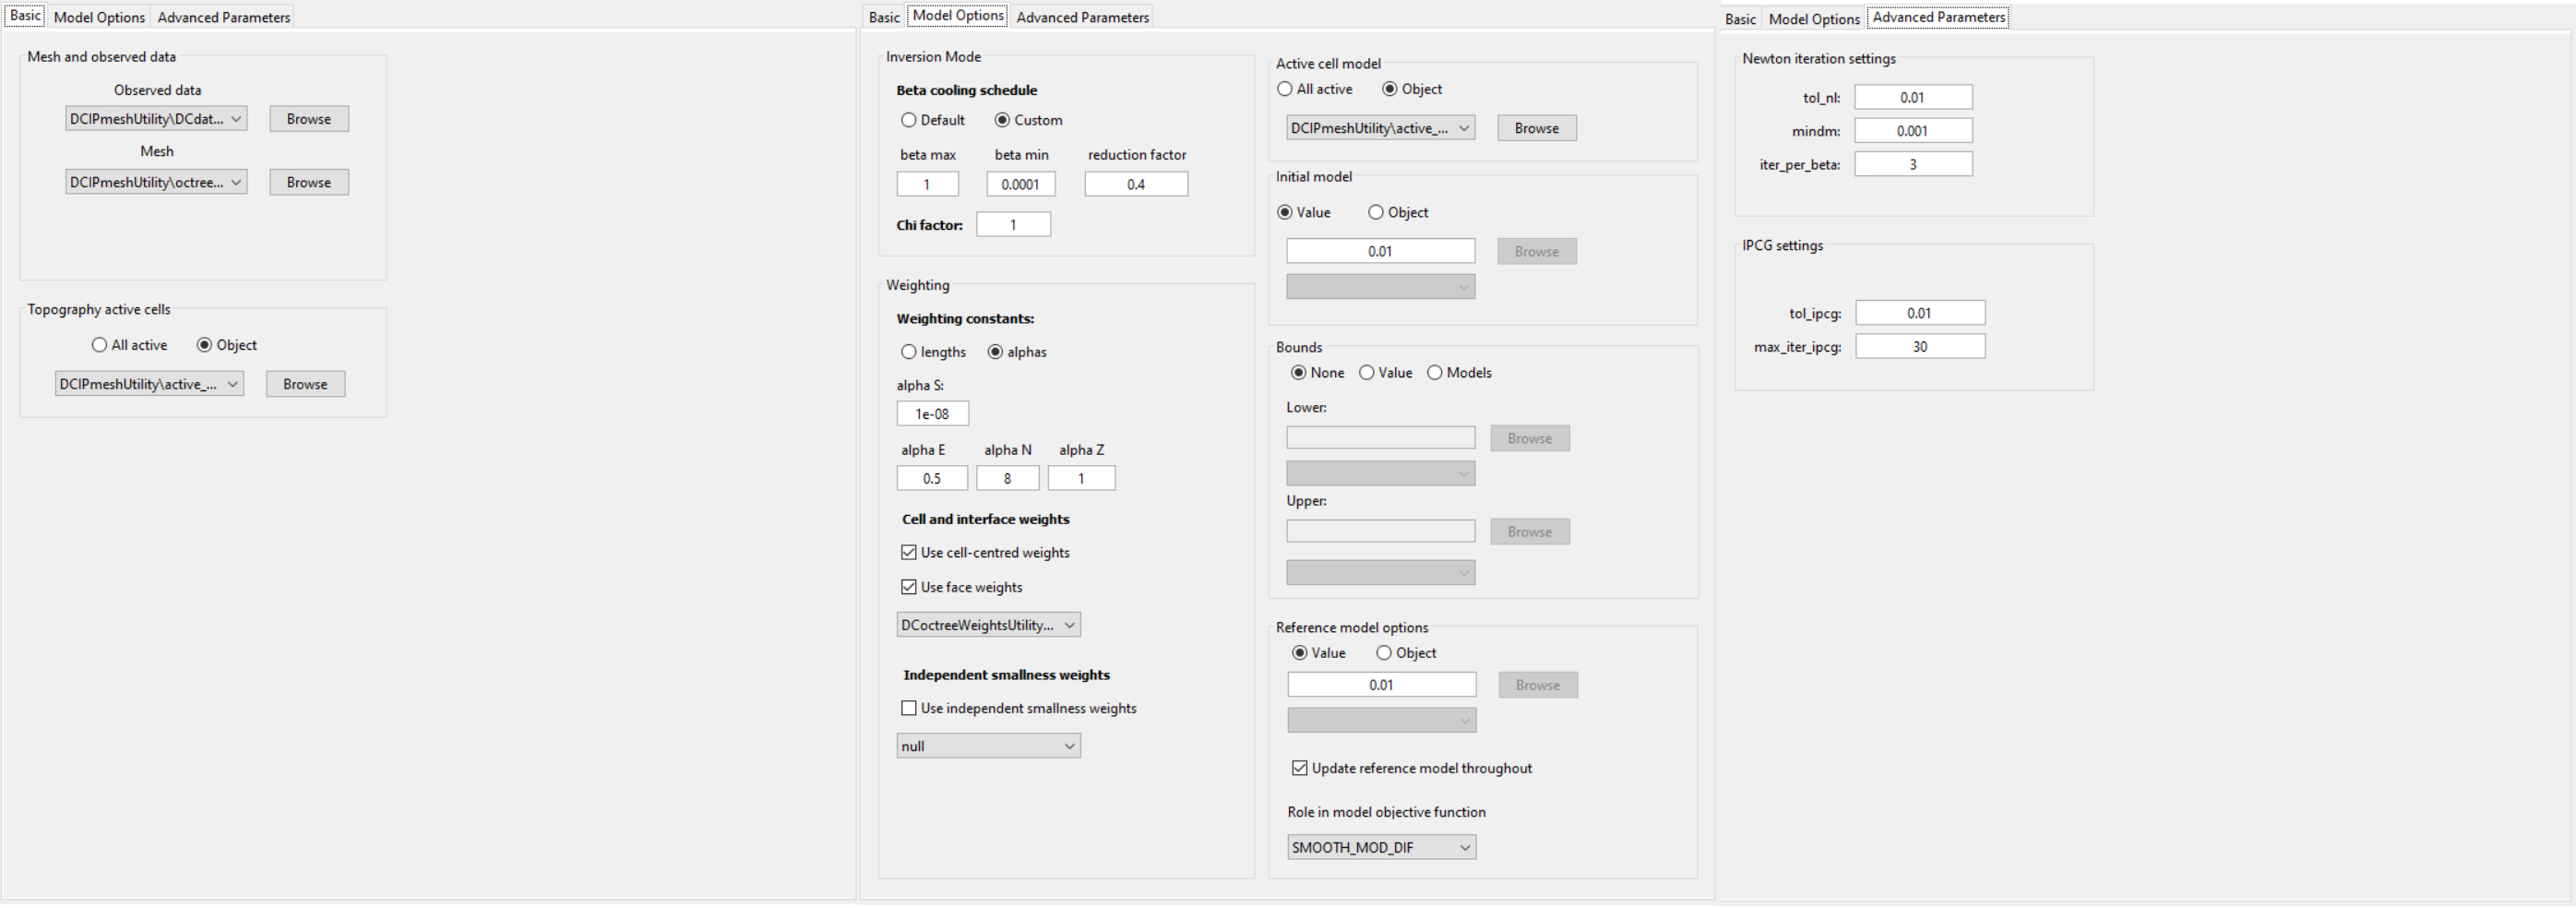 Basic Model Options Advanced Parameters
Mesh and observed data
Observed data
DCIPmeshUtility\DCdat... Browse
Mesh
DCIPmeshUtility\octree... Browse
Topography active cells
All active Object
DCIPmeshUtility\active_... Browse
Basic Model Options Advanced Parameters
Inversion Mode
Beta cooling schedule
Default Custom
beta max beta min reduction factor
1 0.0001 0.4
Chi factor: 1
Weighting
Weighting constants:
lengths alphas
alpha S:
1e-08
alpha E alpha N alpha Z
0.5 8 1
Cell and interface weights
Use cell-centred weights
Use face weights
DCoctreeWeightsUtility...
Independent smallness weights
Use independent smallness weights
null
Active cell model
All active Object
DCIPmeshUtility\active_... Browse
Initial model
Value Object
0.01 Browse
Bounds
None Value Models
Lower:
Browse
Upper:
Browse
Reference model options
Value Object
0.01 Browse
Update reference model throughout
Role in model objective function
SMOOTH_MOD_DIF
Basic Model Options Advanced Parameters
Newton iteration settings
tol_nl: 0.01
mindm: 0.001
iter_per_beta: 3
IPCG settings
tol_ipcg: 0.01
max_iter_ipcg: 30